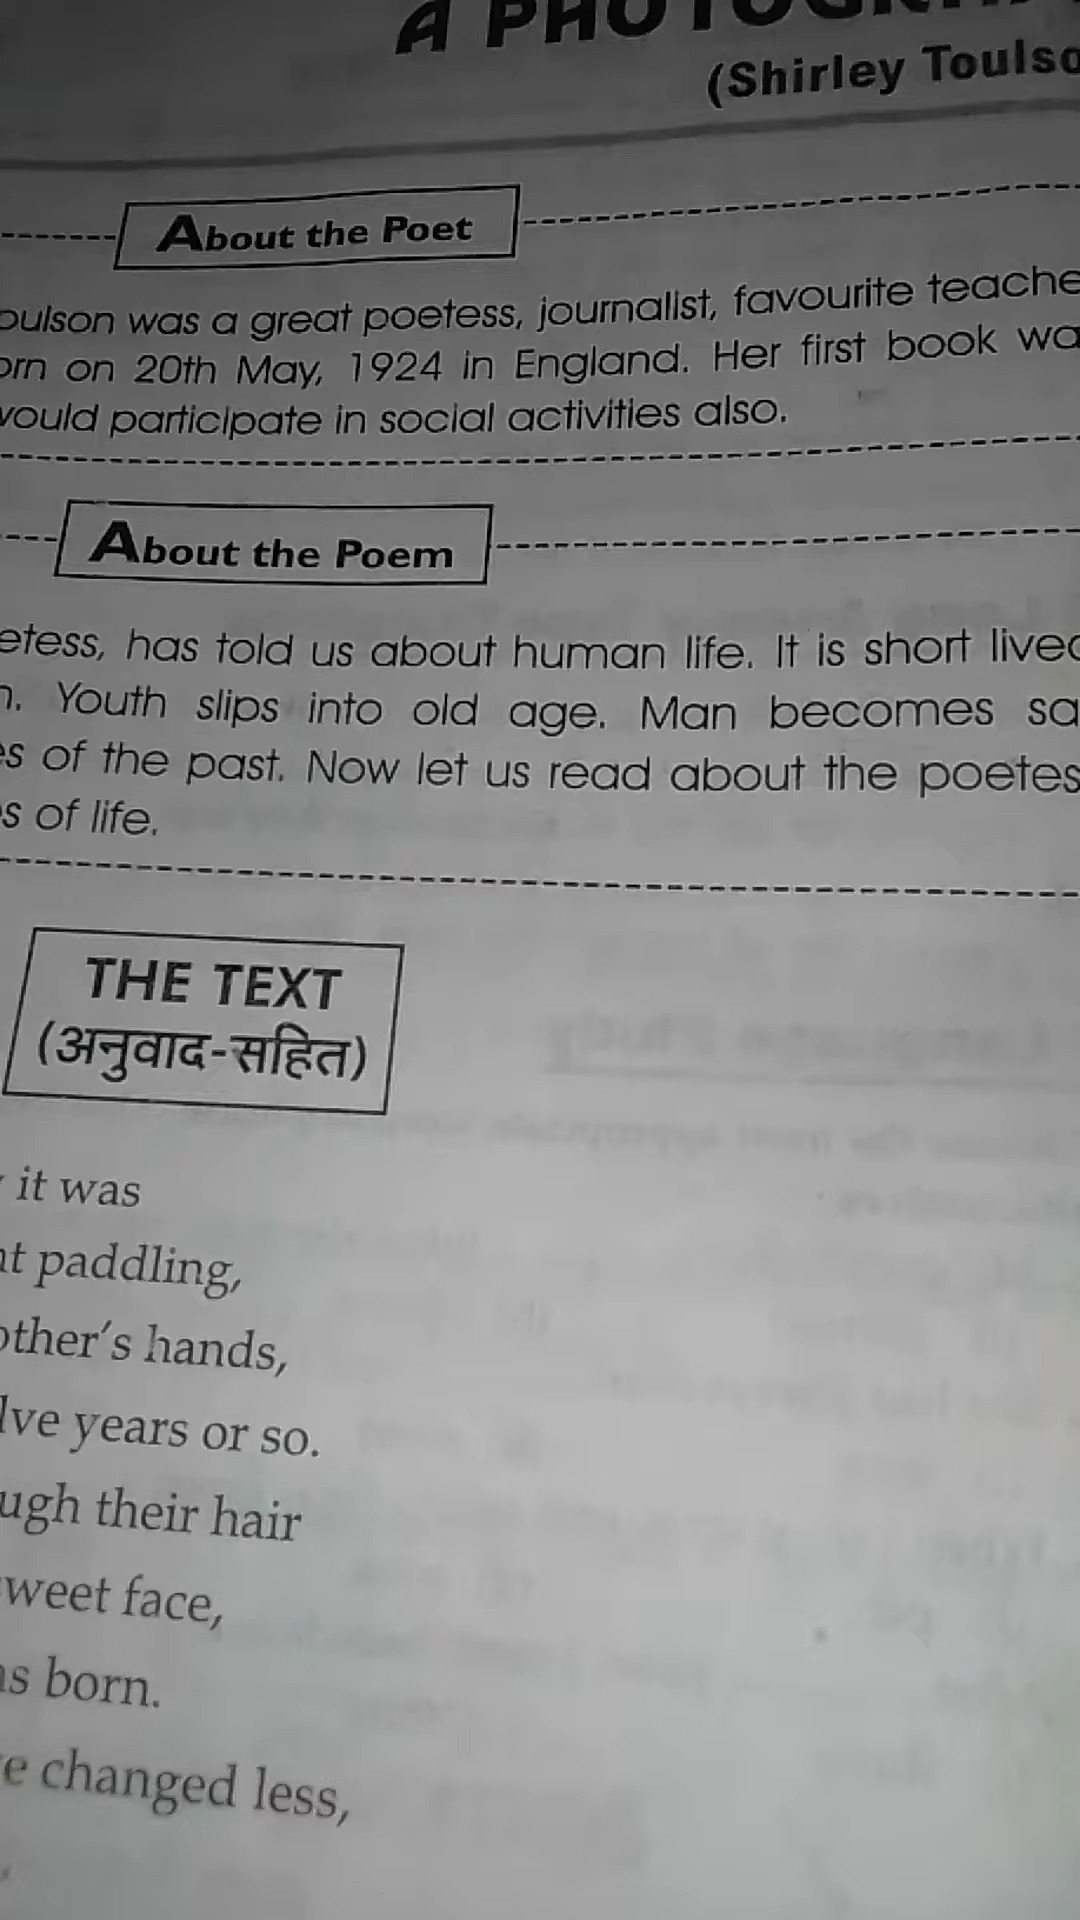 A PHOTOGRA
(Shirley Toulso
About the Poet
oulson was a great poetess, journalist, favourite teache
orn on 20th May, 1924 in England. Her first book wa
would participate in social activities also.
About the Poem
etess, has told us about human life. It is short lived
n. Youth slips into old age. Man becomes sa
es of the past. Now let us read about the poetes
s of life.
THE TEXT
(अनुवाद-सहित)
it was
nt paddling,
other's hands,
lve years or so.
ugh their hair
sweet face,
as born.
e changed less,